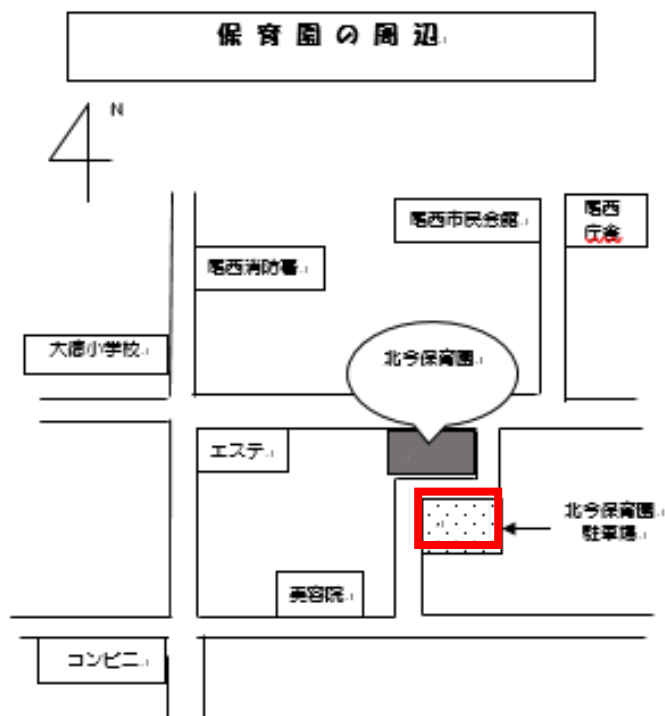 保育園の周辺
N
尾西市民会館
尾西
庁舎
尾西消防署
大徳小学校
北今保育園
エステ
北今保育園
駐車場
美容院
コンビニ